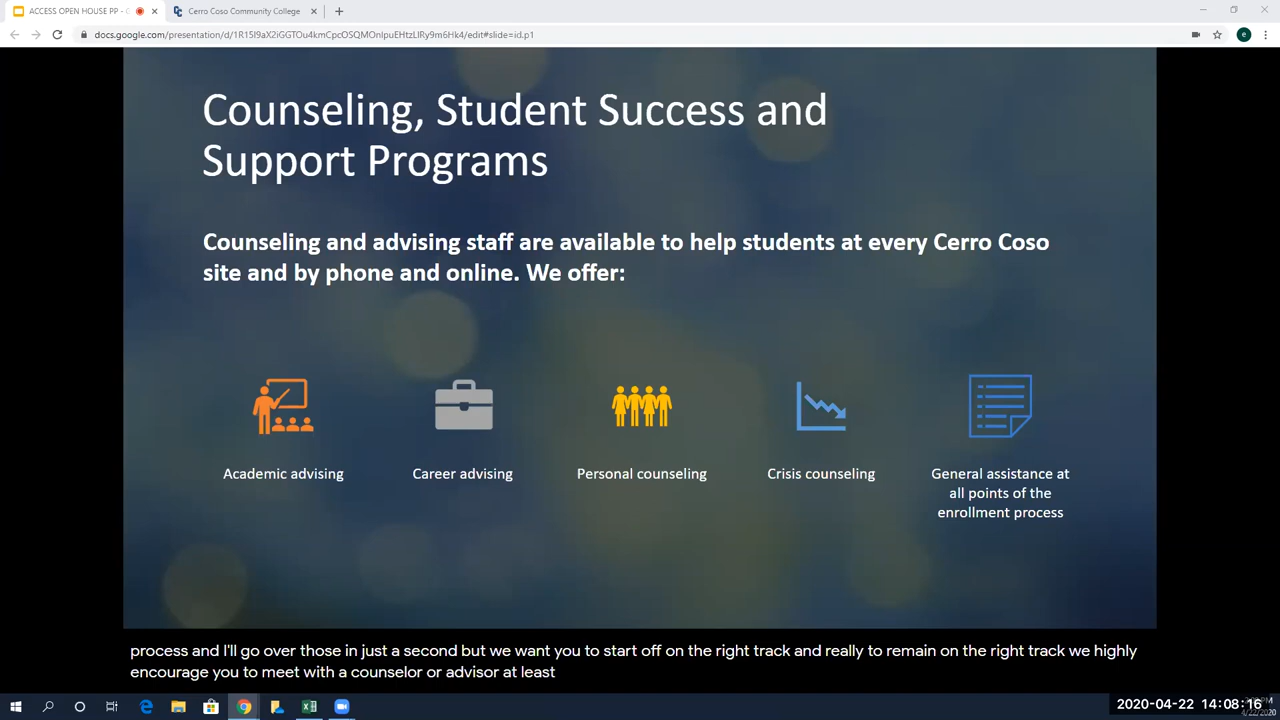 ACCESS OPEN HOUSE PP - 
Cerro Coso Community College
docs.google.com/presentation/d/1R15I9aX2iGGTOu4kmCpcOSQMOnIpuEHtzLlRy9m6Hk4/edit#slide=id.p1
Counseling, Student Success and
Support Programs
Counseling and advising staff are available to help students at every Cerro Coso
site and by phone and online. We offer:
Academic advising
Career advising
Personal counseling
Crisis counseling
General assistance at
all points of the
enrollment process
process and I'll go over those in just a second but we want you to start off on the right track and really to remain on the right track we highly
encourage you to meet with a counselor or advisor at least
2020-04-22 14:08:16